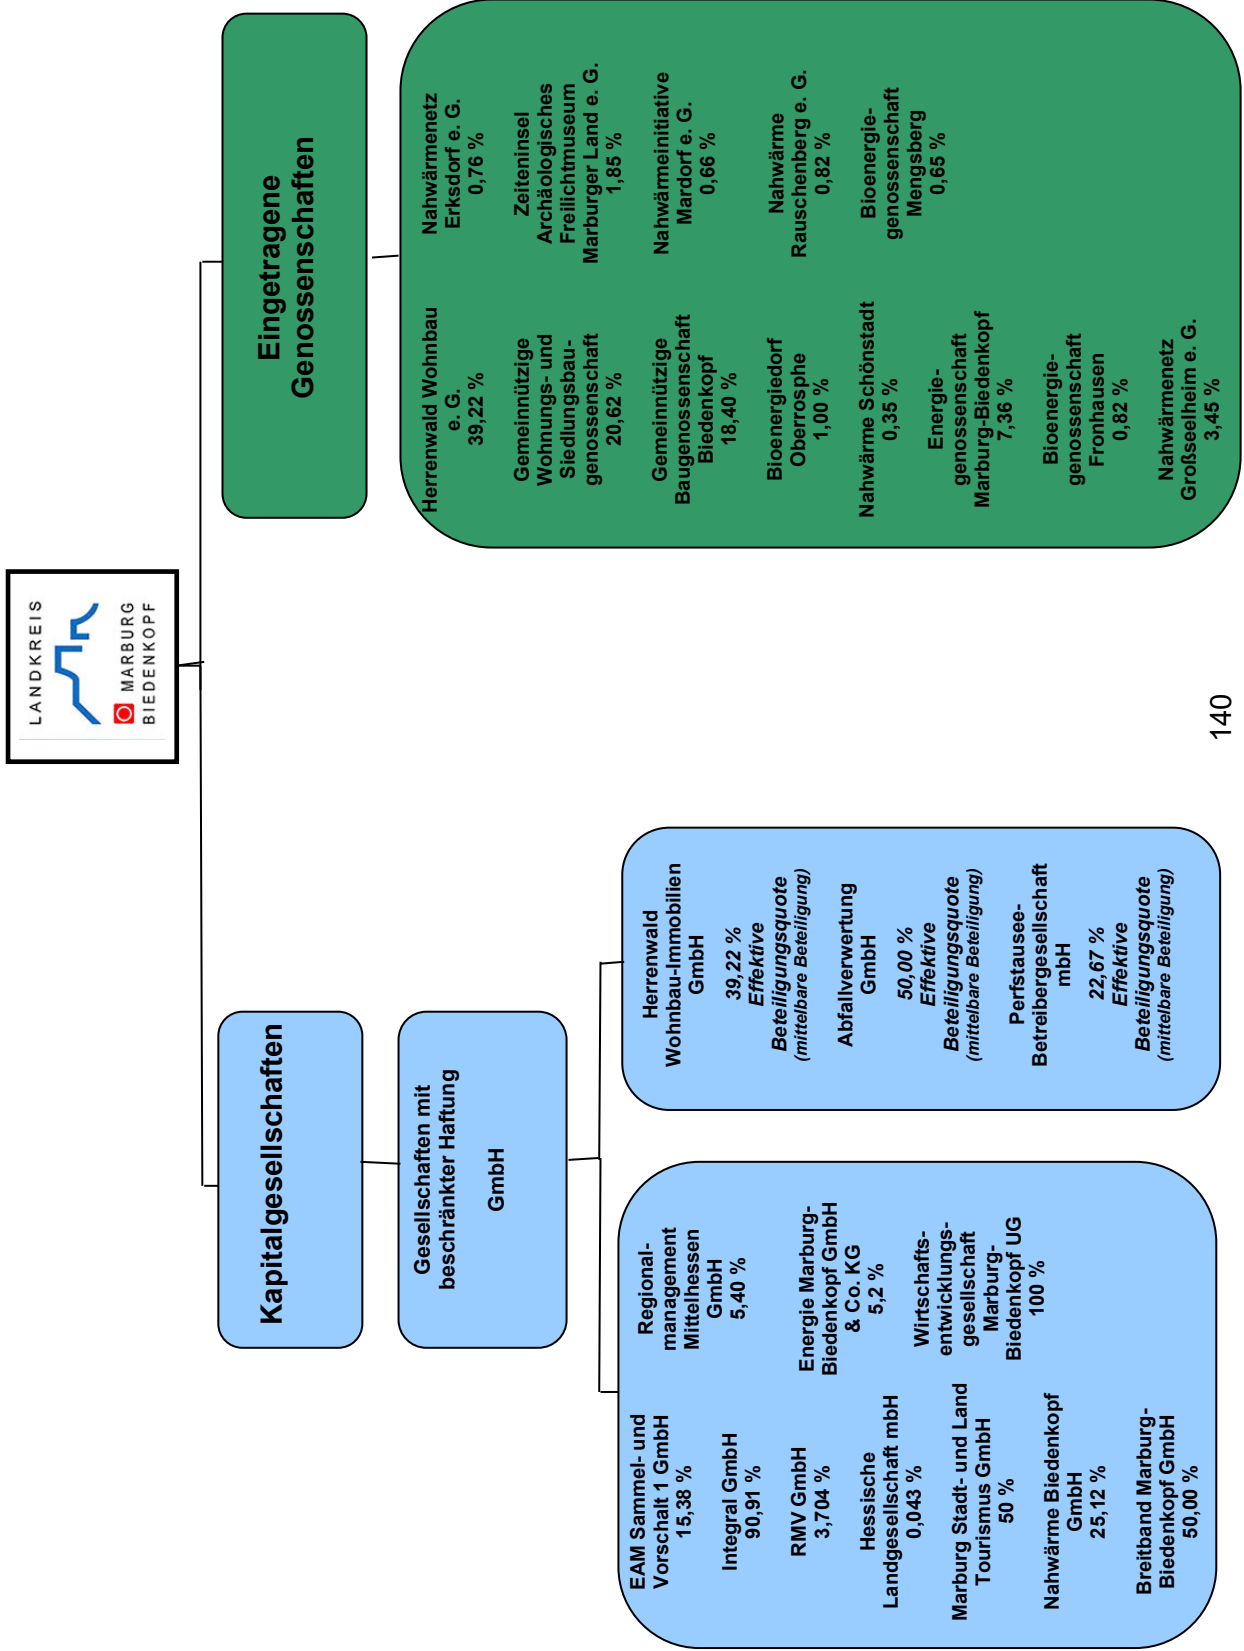 LANDKREIS
MARBURG
BIEDENKOPF
Kapitalgesellschaften
Gesellschaften mit
beschränkter Haftung
GmbH
EAM Sammel- und
Vorschalt 1 GmbH
15,38 %
Integral GmbH
90,91 %
RMV GmbH
3,704 %
Hessische
Landgesellschaft mbH
0,043 %
Marburg Stadt- und Land
Tourismus GmbH
50 %
Nahwärme Biedenkopf
GmbH
25,12 %
Breitband Marburg-
Biedenkopf GmbH
50,00 %
Regional-
management
Mittelhessen
GmbH
5,40 %
Energie Marburg-
Biedenkopf GmbH
& Co. KG
5,2 %
Wirtschafts-
entwicklungs-
gesellschaft
Marburg-
Biedenkopf UG
100 %
Herrenwald
Wohnbau-Immobilien
GmbH
39,22 %
Effektive
Beteiligungsquote
(mittelbare Beteiligung)
Abfallverwertung
GmbH
50,00 %
Effektive
Beteiligungsquote
(mittelbare Beteiligung)
Perfstausee-
Betreibergesellschaft
mbH
22,67 %
Effektive
Beteiligungsquote
(mittelbare Beteiligung)
Eingetragene
Genossenschaften
Herrenwald Wohnbau
e. G.
39,22 %
Gemeinnützige
Wohnungs- und
Siedlungsbau-
genossenschaft
20,62 %
Gemeinnützige
Baugenossenschaft
Biedenkopf
18,40 %
Bioenergiedorf
Oberrosphe
1,00 %
Nahwärme Schönstadt
0,35 %
Energie-
genossenschaft
Marburg-Biedenkopf
7,36 %
Bioenergie-
genossenschaft
Fronhausen
0,82 %
Nahwärmenetz
Großseelheim e. G.
3,45 %
Nahwärmenetz
Erksdorf e. G.
0,76 %
Zeiteninsel
Archäologisches
Freilichtmuseum
Marburger Land e. G.
1,85 %
Nahwärmeinitiative
Mardorf e. G.
0,66 %
Nahwärme
Rauschenberg e. G.
0,82 %
Bioenergie-
genossenschaft
Mengsberg
0,65 %
140